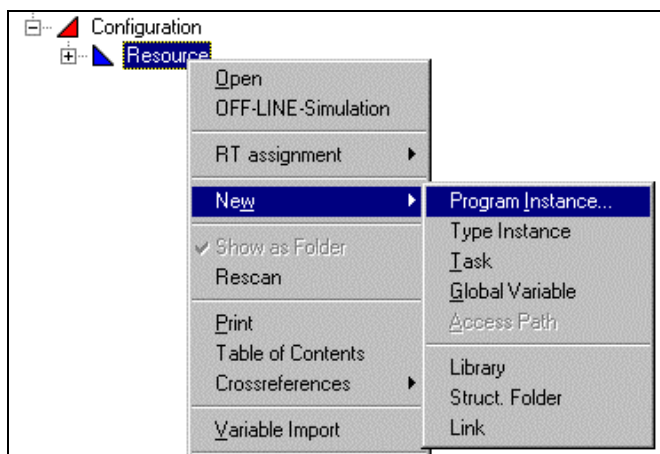 Configuration
Resource
Open
OFF-LINE-Simulation
RT assignment
New
Show as Folder
Rescan
Print
Table of Contents
Crossreferences
Variable Import
Program Instance...
Type Instance
Task
Global Variable
Access Path
Library
Struct. Folder
Link